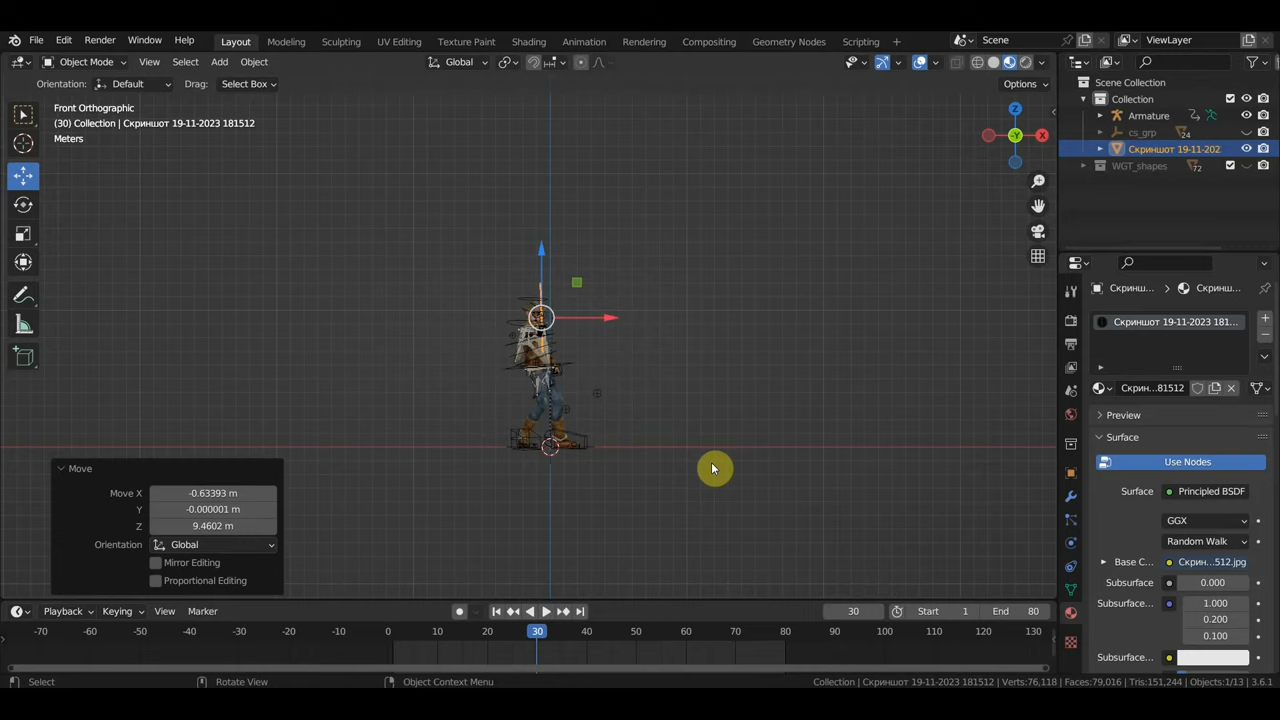 File Edit Render Window Help Layout Modeling Sculpting UV Editing Texture Paint Shading Animation Rendering Compositing Geometry Nodes Scripting + Scene ViewLayer
Object Mode View Select Add Object Global Options
Orientation: Default Drag: Select Box
Scene Collection
Collection
Armature
cs_grp 24
Скриншот 19-11-202
WGT_shapes 72
Front Orthographic
(30) Collection | Скриншот 19-11-2023 181512
Meters
Z
X
-Y
Скриншо... Скриншо...
Скриншот 19-11-2023 181...
Скрин...81512
Preview
Surface
Use Nodes
Surface Principled BSDF
GGX
Random Walk
Base C... Скрин...512.jpg
Subsurface 0.000
Subsurface... 1.000
0.200
0.100
Subsurface...
Move
Move X -0.63393 m
Y -0.000001 m
Z 9.4602 m
Orientation Global
Mirror Editing
Proportional Editing
Playback Keying View Marker 30 Start 1 End 80
-70 -60 -50 -40 -30 -20 -10 0 10 20 30 40 50 60 70 80 90 100 110 120 130
Select Rotate View Object Context Menu Collection | Скриншот 19-11-2023 181512 | Verts:76,118 | Faces:79,016 | Tris:151,244 | Objects:1/13 | 3.6.1